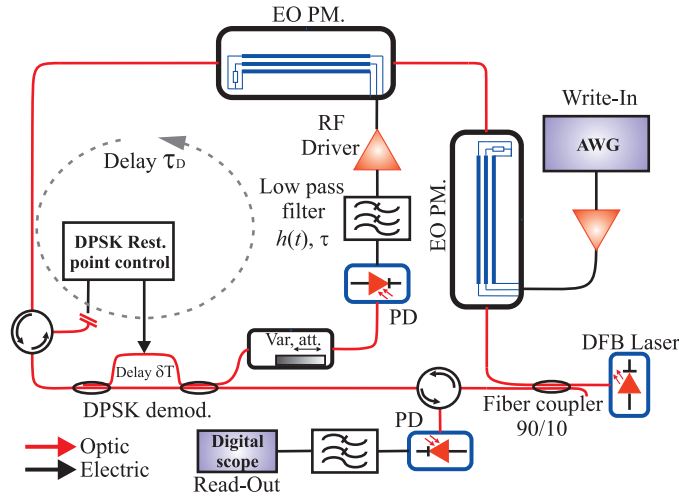 EO PM.
Write-In
AWG
RF
Driver
Delay τD
Low pass
filter
h(t), τ
EO PM.
DPSK Rest.
point control
PD
Var, att.
DFB Laser
Delay δT
DPSK demod.
Fiber coupler
90/10
PD
Optic
Electric
Digital
scope
Read-Out